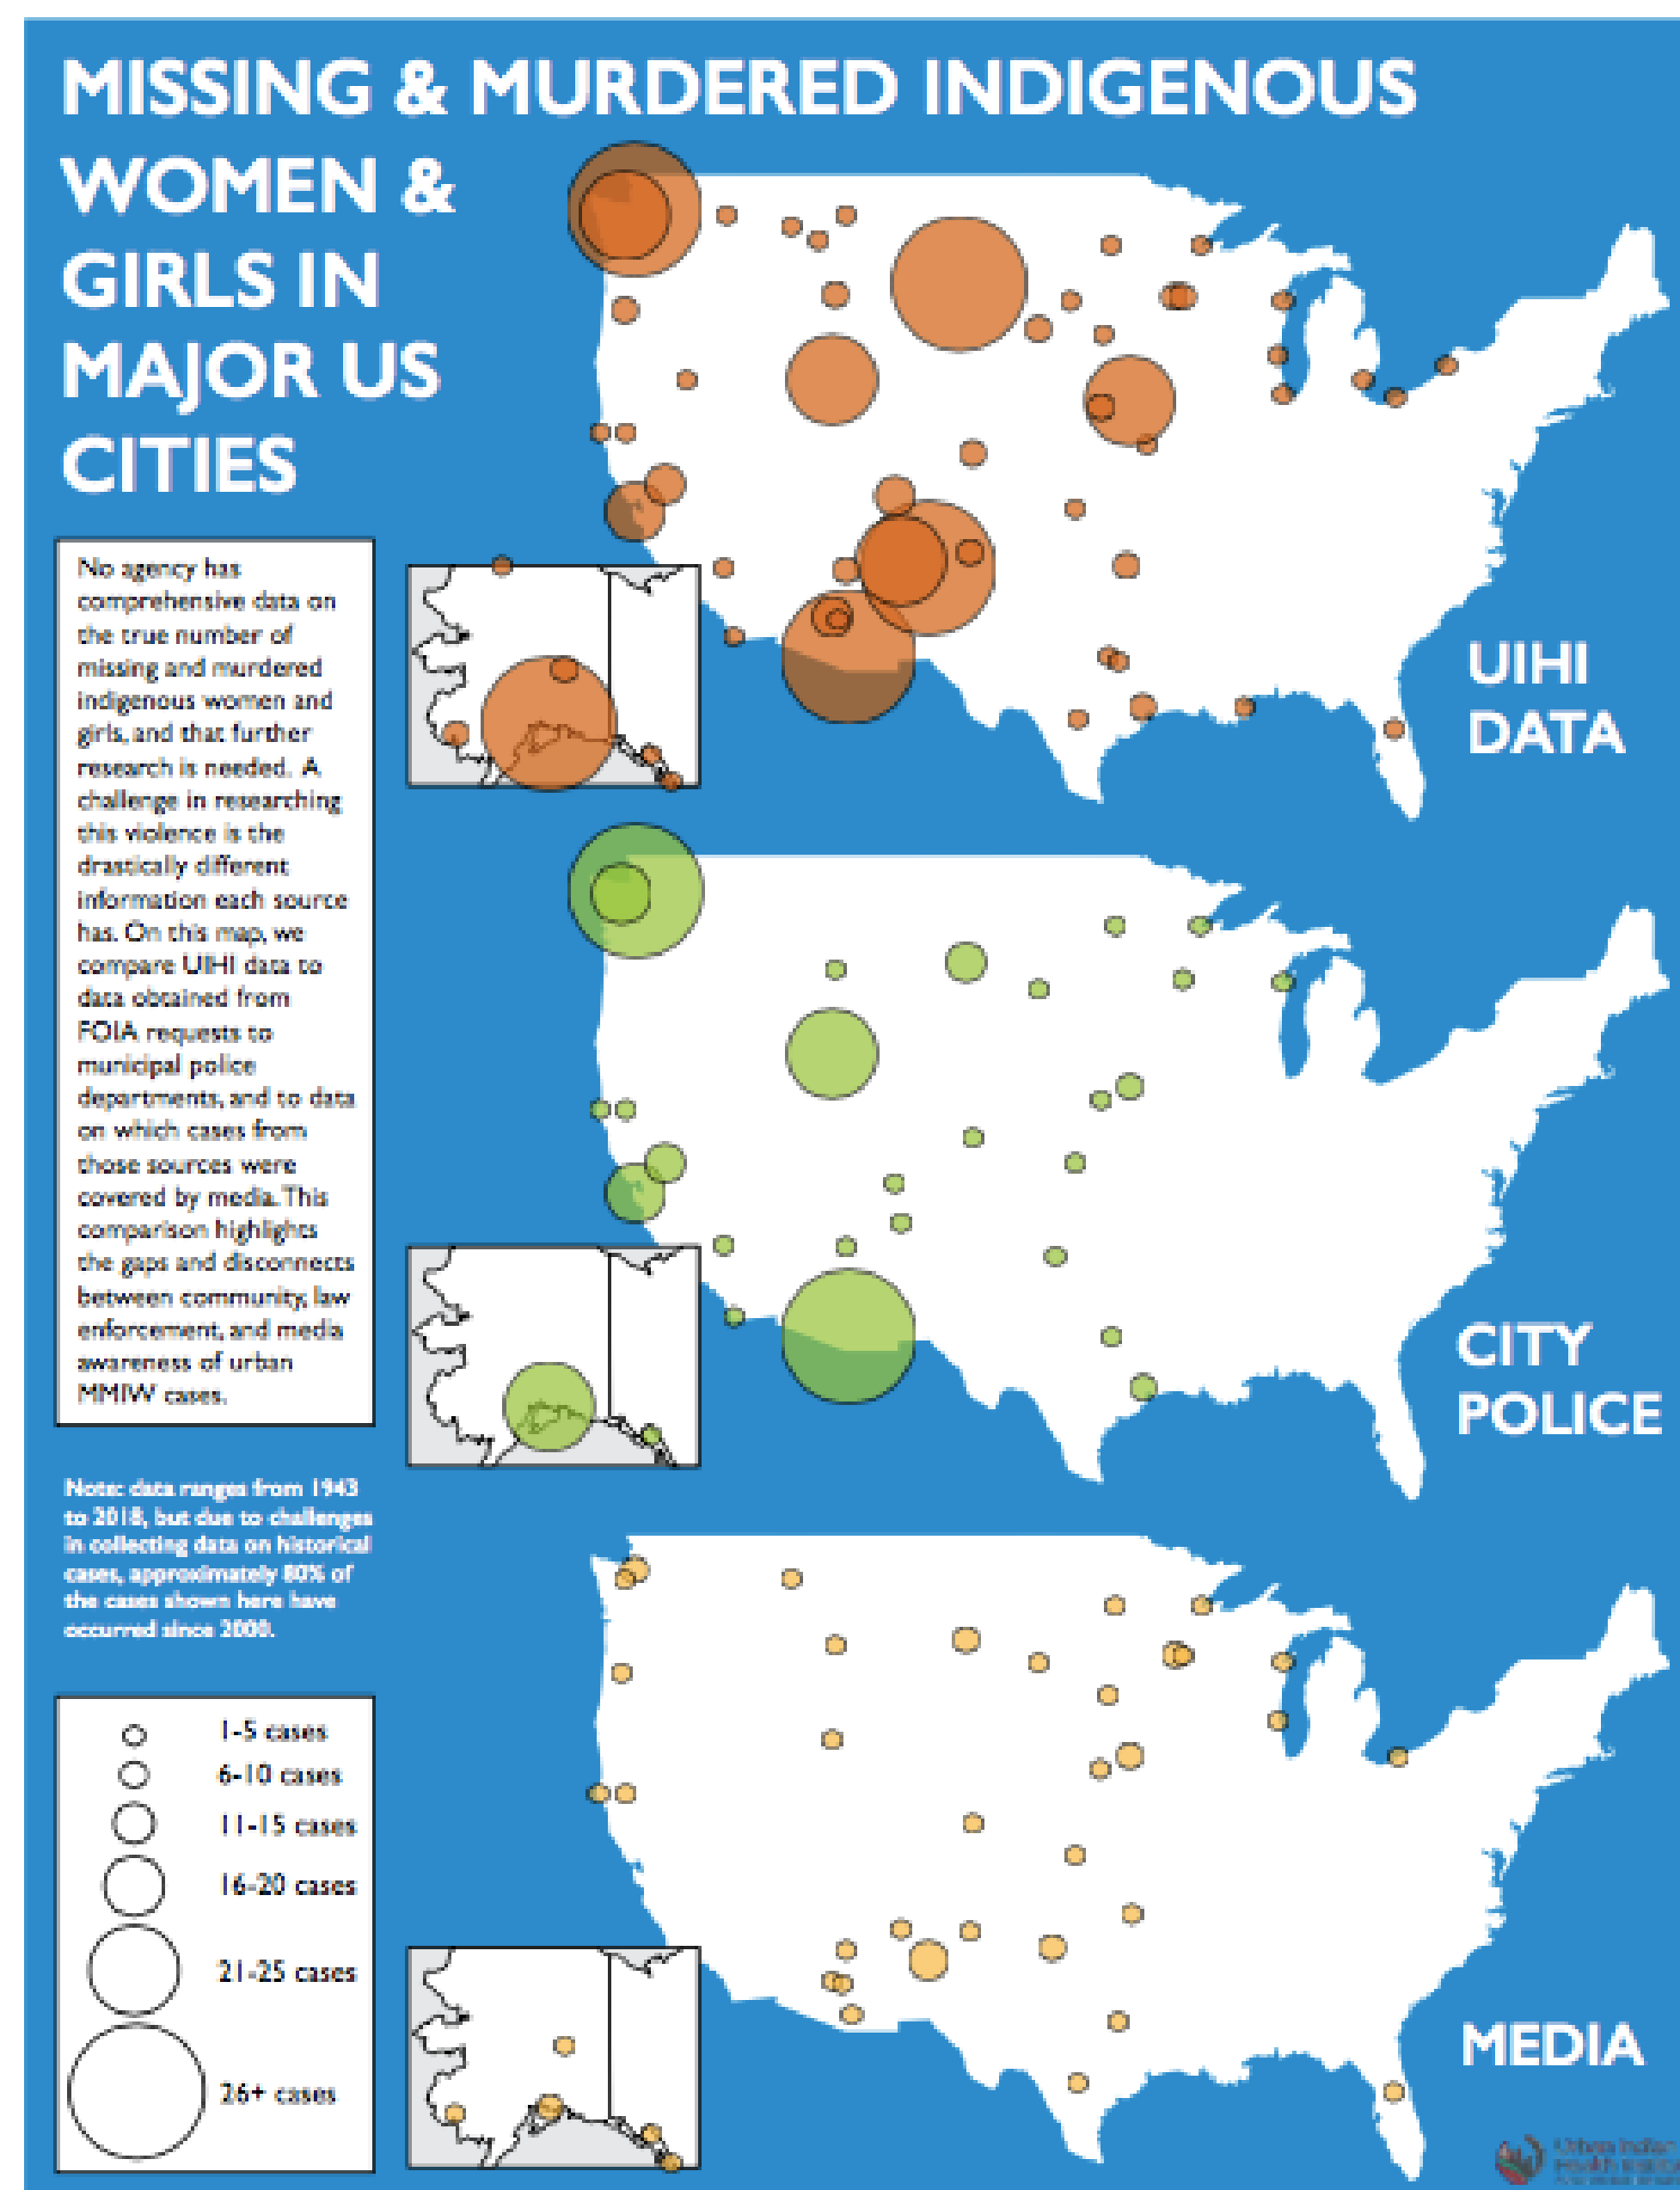 MISSING & MURDERED INDIGENOUS
WOMEN &
GIRLS IN
MAJOR US
CITIES
No agency has
comprehensive data on
the true number of
missing and murdered
indigenous women and
girls, and that further
research is needed. A
challenge in researching
this violence is the
drastically different
information each source
has. On this map, we
compare UIHI data to
data obtained from
FOIA requests to
municipal police
departments, and to data
on which cases from
those sources were
covered by media. This
comparison highlights
the gaps and disconnects
between community, law
enforcement, and media
awareness of urban
MMIW cases.
Note: data ranges from 1943
to 2018, but due to challenges
in collecting data on historical
cases, approximately 80% of
the cases shown here have
occurred since 2000.
1-5 cases
6-10 cases
11-15 cases
16-20 cases
21-25 cases
26+ cases
UIHI
DATA
CITY
POLICE
MEDIA
Urban Indian
Health Institute